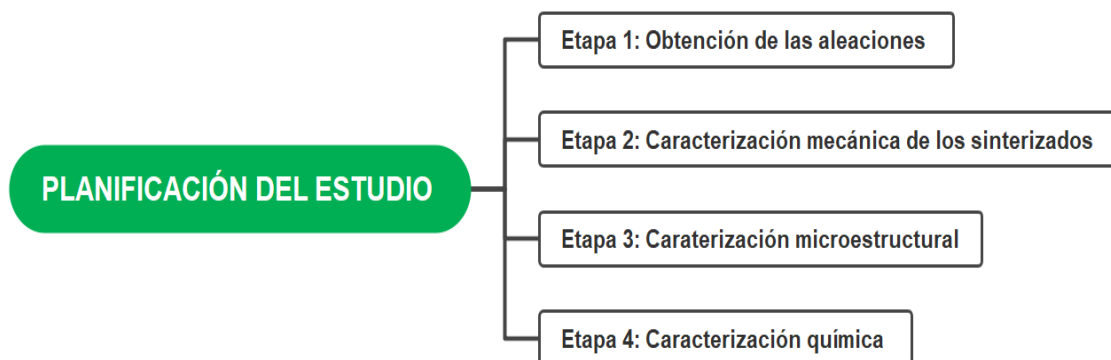 PLANIFICACIÓN DEL ESTUDIO
Etapa 1: Obtención de las aleaciones
Etapa 2: Caracterización mecánica de los sinterizados
Etapa 3: Caraterización microestructural
Etapa 4: Caracterización química